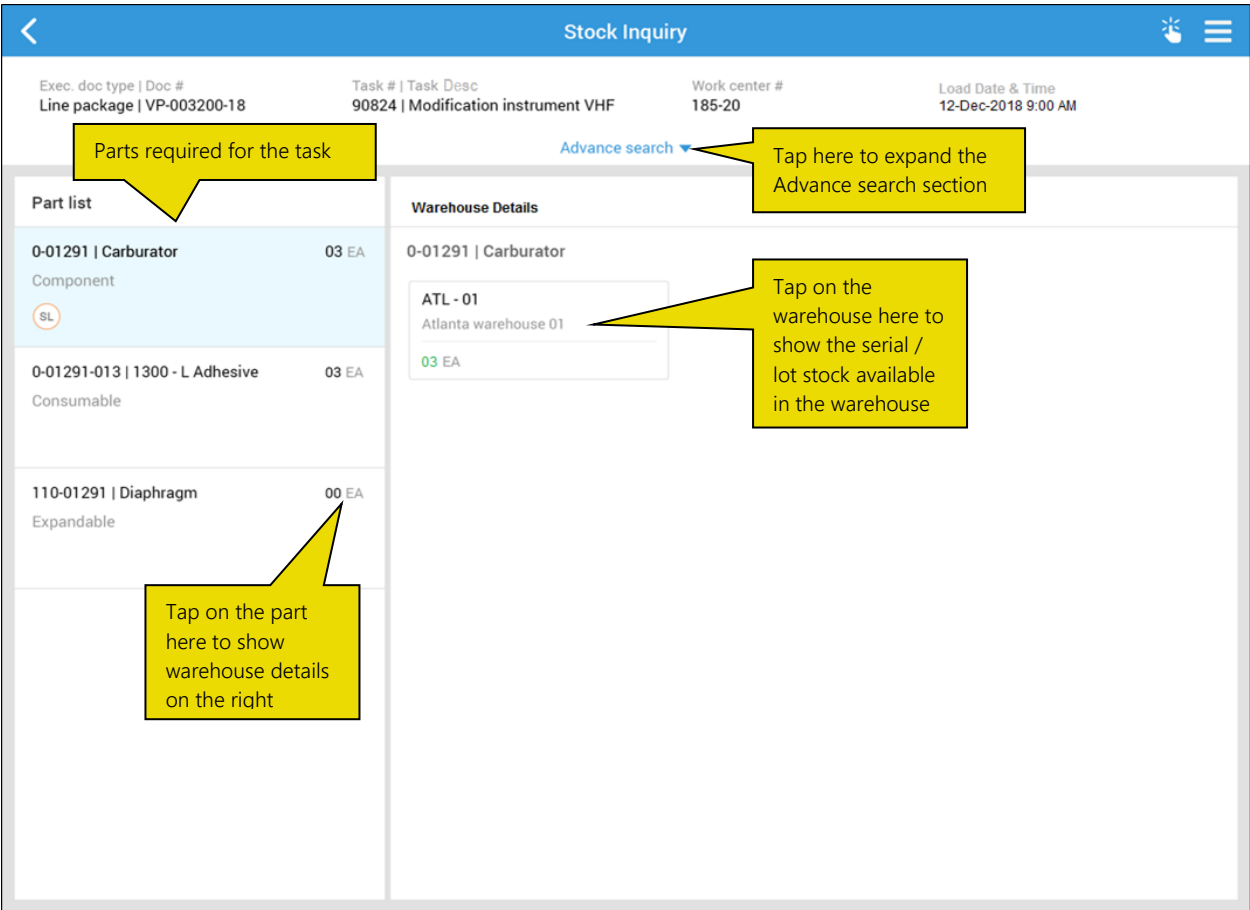 Stock Inquiry
Exec. doc type | Doc #
Line package | VP-003200-18
Task # | Task Desc
90824 | Modification instrument VHF
Work center #
185-20
Load Date & Time
12-Dec-2018 9:00 AM
Advance search
Parts required for the task
Tap here to expand the
Advance search section
Part list
0-01291 | Carburator 03 EA
Component
SL
0-01291-013 | 1300 - L Adhesive 03 EA
Consumable
110-01291 | Diaphragm 00 EA
Expandable
Tap on the part
here to show
warehouse details
on the right
Warehouse Details
0-01291 | Carburator
ATL - 01
Atlanta warehouse 01
03 EA
Tap on the
warehouse here to
show the serial /
lot stock available
in the warehouse